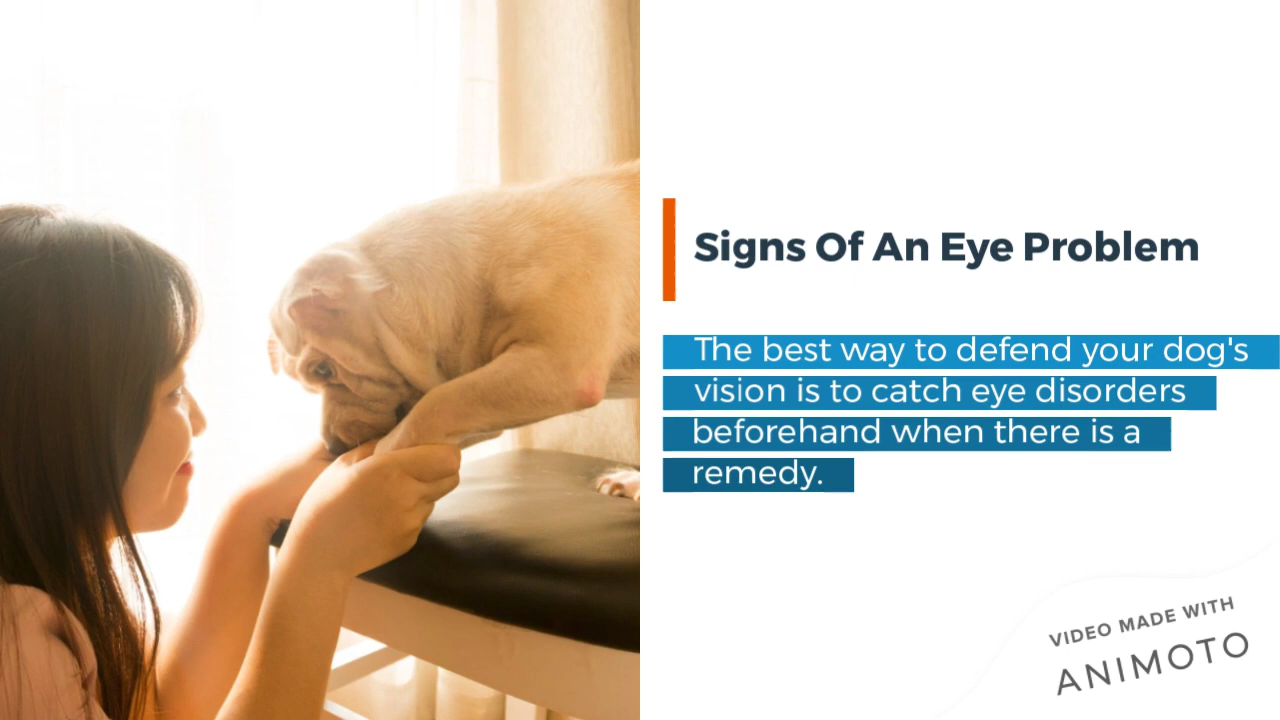 Signs Of An Eye Problem
The best way to defend your dog's
vision is to catch eye disorders
beforehand when there is a
remedy.
VIDEO MADE WITH
ANIMOTO